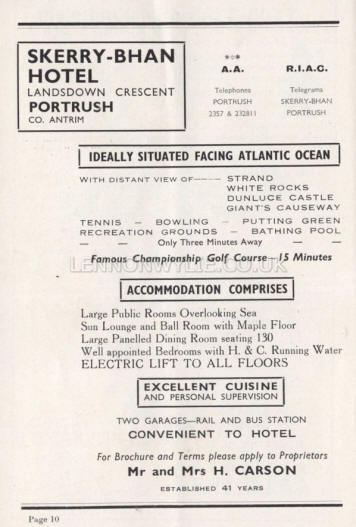 SKERRY-BHAN
HOTEL
LANDSDOWN CRESCENT
PORTRUSH
CO. ANTRIM
***
A.A.
Telephones
PORTRUSH
2357 & 232811
R.I.A.C.
Telegrams
SKERRY-BHAN
PORTRUSH
IDEALLY SITUATED FACING ATLANTIC OCEAN
WITH DISTANT VIEW OF——— STRAND
WHITE ROCKS
DUNLUCE CASTLE
GIANT'S CAUSEWAY
TENNIS — BOWLING — PUTTING GREEN
RECREATION GROUNDS — BATHING POOL
— — Only Three Minutes Away — —
Famous Championship Golf Course—15 Minutes
LENNONWYLIE.CO.UK
ACCOMMODATION COMPRISES
Large Public Rooms Overlooking Sea
Sun Lounge and Ball Room with Maple Floor
Large Panelled Dining Room seating 130
Well appointed Bedrooms with H. & C. Running Water
ELECTRIC LIFT TO ALL FLOORS
EXCELLENT CUISINE
AND PERSONAL SUPERVISION
TWO GARAGES—RAIL AND BUS STATION
CONVENIENT TO HOTEL
For Brochure and Terms please apply to Proprietors
Mr and Mrs H. CARSON
ESTABLISHED 41 YEARS
Page 10